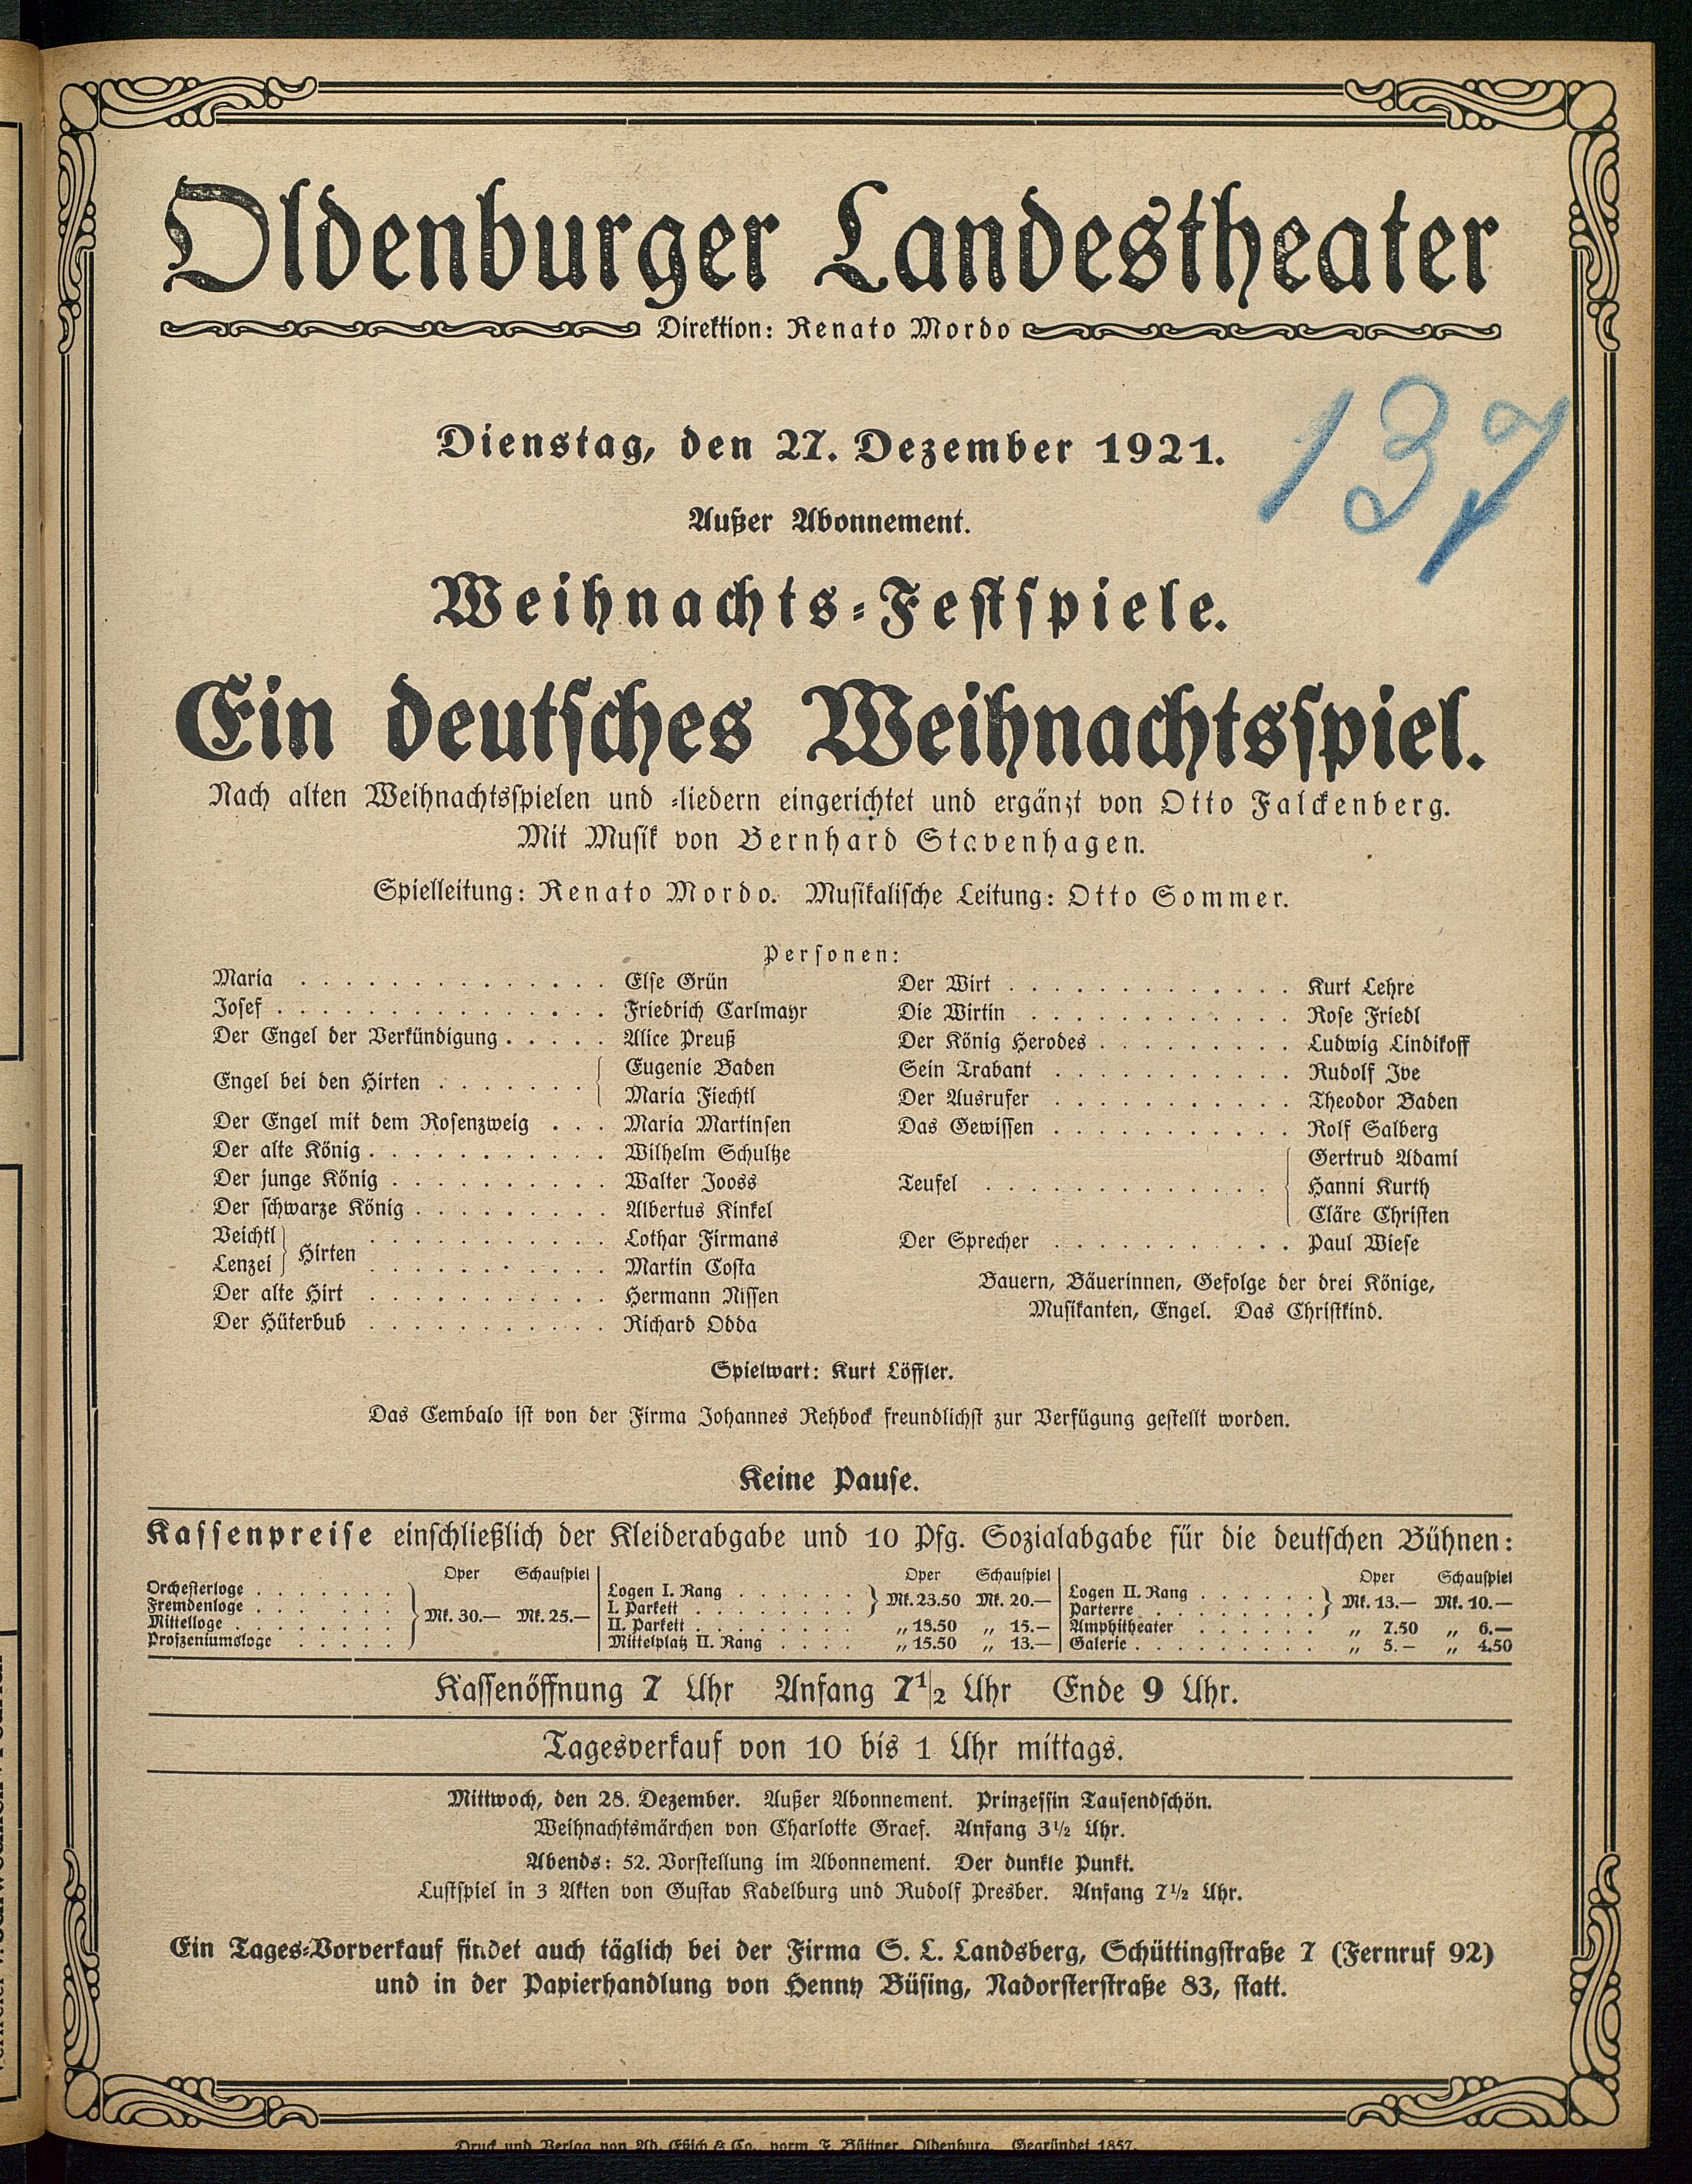 Oldenburger Landestheater
Direktion: Renato Mordo
137
Dienstag, den 27. Dezember 1921.
Außer Abonnement.
Weihnachts-Festspiele.
Ein deutsches Weihnachtsspiel.
Nach alten Weihnachtsspielen und -liedern eingerichtet und ergänzt von Otto Falckenberg.
Mit Musik von Bernhard Stavenhagen.
Spielleitung: Renato Mordo. Musikalische Leitung: Otto Sommer.
Personen:
Maria . . . . . . . . . . . . . . Else Grün
Josef . . . . . . . . . . . . . . . Friedrich Carlmayr
Der Engel der Verkündigung . . . . . Alice Preuß
Engel bei den Hirten . . . . . . . { Eugenie Baden
Maria Fiechtl
Der Engel mit dem Rosenzweig . . . Maria Martinsen
Der alte König . . . . . . . . . . . Wilhelm Schultze
Der junge König . . . . . . . . . . Walter Jooss
Der schwarze König . . . . . . . . . Albertus Kinkel
Veichtl } Hirten . . . . . . . . . . . Lothar Firmans
Lenzei } . . . . . . . . . . . Martin Costa
Der alte Hirt . . . . . . . . . . . Hermann Nissen
Der Hüterbub . . . . . . . . . . . Richard Odda
Der Wirt . . . . . . . . . . . . . Kurt Lehre
Die Wirtin . . . . . . . . . . . . Rose Friedl
Der König Herodes . . . . . . . . . Ludwig Lindikoff
Sein Trabant . . . . . . . . . . . Rudolf Ive
Der Ausrufer . . . . . . . . . . . Theodor Baden
Das Gewissen . . . . . . . . . . . Rolf Salberg
Teufel . . . . . . . . . . . . . { Gertrud Adami
Hanni Kurth
Cläre Christen
Der Sprecher . . . . . . . . . . . Paul Wiese
Bauern, Bäuerinnen, Gefolge der drei Könige,
Musikanten, Engel. Das Christkind.
Spielwart: Kurt Löffler.
Das Cembalo ist von der Firma Johannes Rehbock freundlichst zur Verfügung gestellt worden.
Keine Pause.
Kassenpreise einschließlich der Kleiderabgabe und 10 Pfg. Sozialabgabe für die deutschen Bühnen:
Oper Schauspiel
Orchesterloge . . . . . . .
Fremdenloge . . . . . . .
Mittelloge . . . . . . . .
Proszeniumsloge . . . . .
} Mk. 30.— Mk. 25.—
Oper Schauspiel
Logen I. Rang . . . . . .
I. Parkett . . . . . . . .
} Mk. 23.50 Mk. 20.—
II. Parkett . . . . . . . . „ 18.50 „ 15.—
Mittelplatz II. Rang . . . . „ 15.50 „ 13.—
Oper Schauspiel
Logen II. Rang . . . . . .
Parterre . . . . . . . . .
} Mk. 13.— Mk. 10.—
Amphitheater . . . . . . „ 7.50 „ 6.—
Galerie . . . . . . . . . „ 5.— „ 4.50
Kassenöffnung 7 Uhr Anfang 7 1/2 Uhr Ende 9 Uhr.
Tagesverkauf von 10 bis 1 Uhr mittags.
Mittwoch, den 28. Dezember. Außer Abonnement. Prinzessin Tausendschön.
Weihnachtsmärchen von Charlotte Graef. Anfang 3½ Uhr.
Abends: 52. Vorstellung im Abonnement. Der dunkle Punkt.
Lustspiel in 3 Akten von Gustav Kadelburg und Rudolf Presber. Anfang 7½ Uhr.
Ein Tages-Vorverkauf findet auch täglich bei der Firma S. L. Landsberg, Schüttingstraße 7 (Fernruf 92)
und in der Papierhandlung von Henny Büsing, Nadorsterstraße 83, statt.
Druck und Verlag von Ad. Eßich & Co., vorm. F. Büttner, Oldenburg. Gegründet 1857.